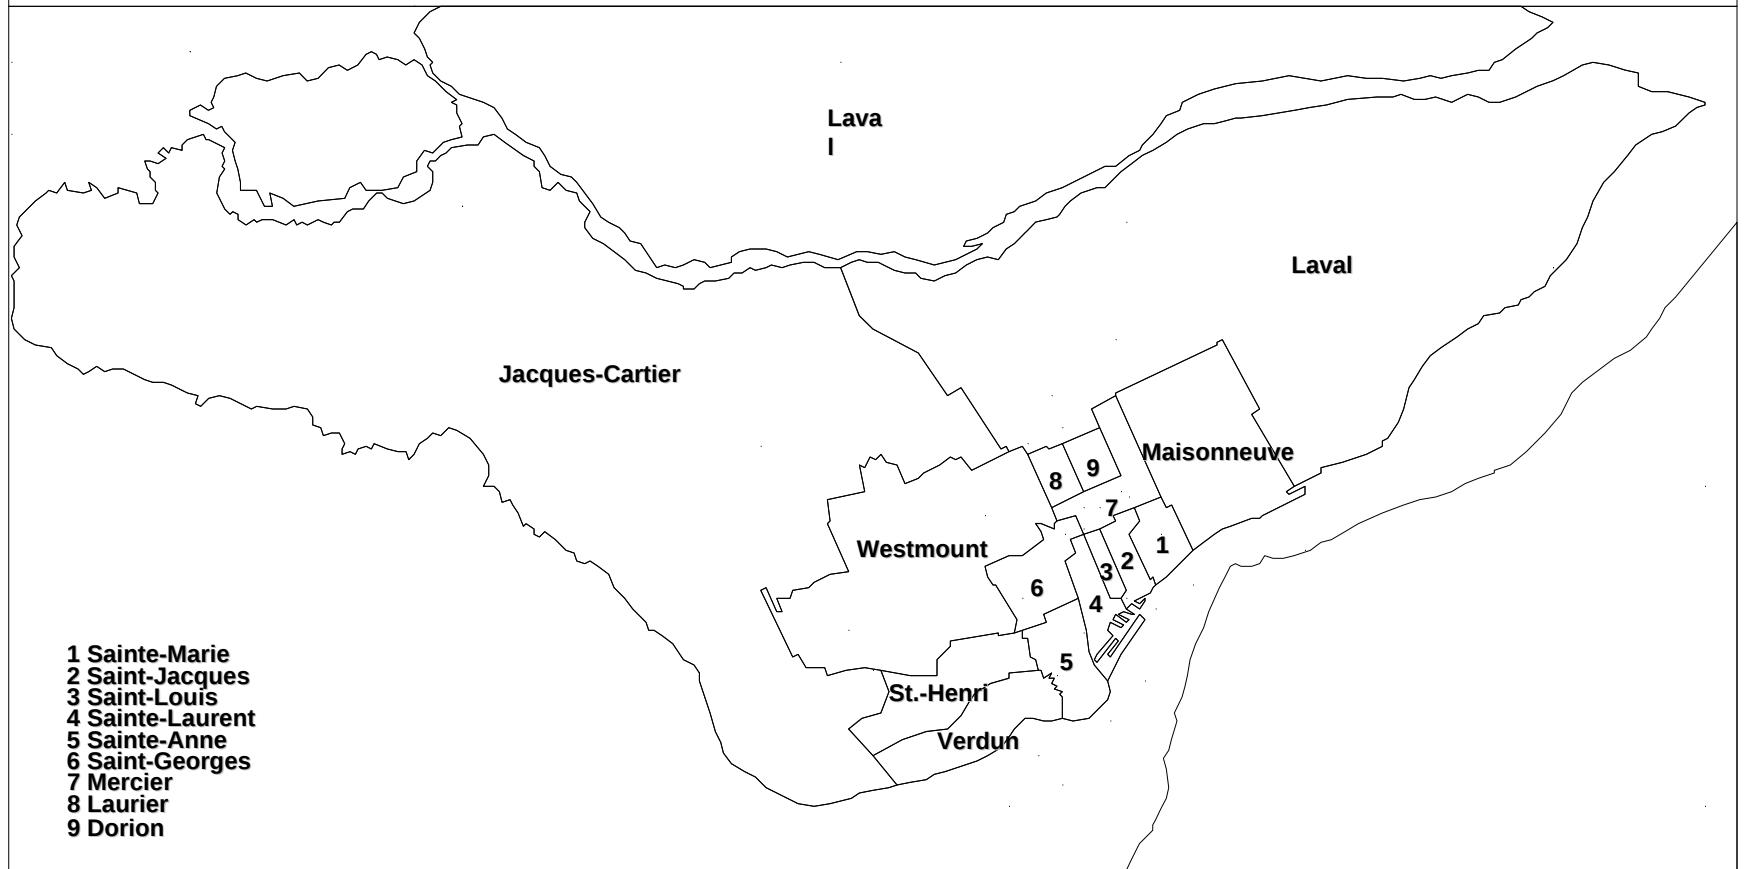 Lava
l
Laval
Jacques-Cartier
Maisonneuve
9
8
7
Westmount
1
2
3
6
4
5
St.-Henri
Verdun
1 Sainte-Marie
2 Saint-Jacques
3 Saint-Louis
4 Sainte-Laurent
5 Sainte-Anne
6 Saint-Georges
7 Mercier
8 Laurier
9 Dorion